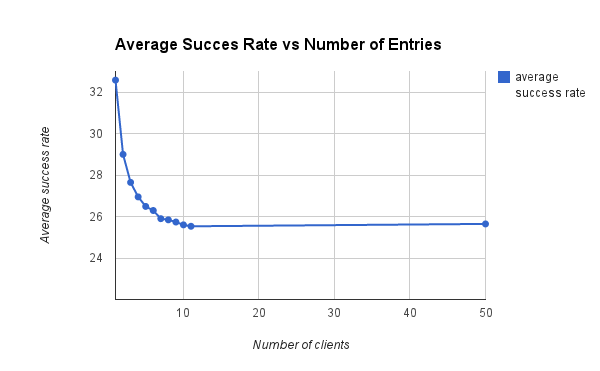 Average Succes Rate vs Number of Entries
average
success rate
32
30
28
26
24
Average success rate
10 20 30 40 50
Number of clients